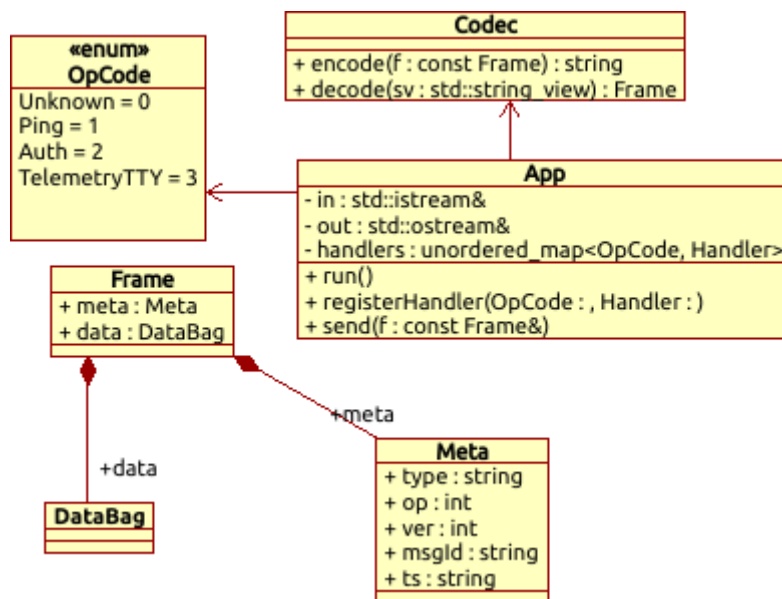 «enum»
OpCode
Unknown = 0
Ping = 1
Auth = 2
TelemetryTTY = 3
Codec
+ encode(f : const Frame) : string
+ decode(sv : std::string_view) : Frame
App
- in : std::istream&
- out : std::ostream&
- handlers : unordered_map<OpCode, Handler>
+ run()
+ registerHandler(OpCode : , Handler : )
+ send(f : const Frame&)
Frame
+ meta : Meta
+ data : DataBag
+meta
+data
DataBag
Meta
+ type : string
+ op : int
+ ver : int
+ msgId : string
+ ts : string